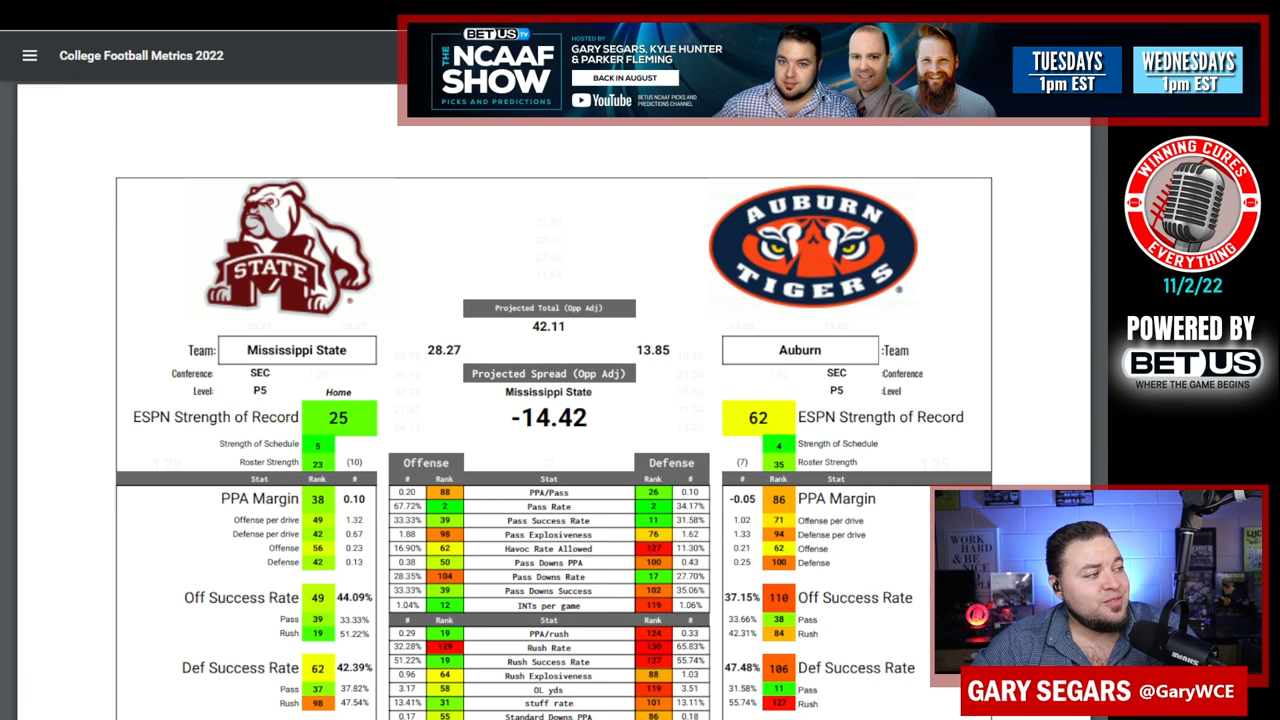 College Football Metrics 2022
BETUS TV
THE NCAAF SHOW
PICKS AND PREDICTIONS
HOSTED BY
GARY SEGARS, KYLE HUNTER
& PARKER FLEMING
BACK IN AUGUST
YouTube BETUS NCAAF PICKS AND PREDICTIONS CHANNEL
TUESDAYS
1pm EST
WEDNESDAYS
1pm EST
WINNING CURES
EVERYTHING
11/2/22
POWERED BY
BETUS
WHERE THE GAME BEGINS
STATE
AUBURN
TIGERS
Projected Total (Opp Adj)
42.11
Team: Mississippi State 28.27 13.85 Auburn :Team
Conference: SEC Projected Spread (Opp Adj) SEC :Conference
Level: P5 Home Mississippi State P5 :Level
ESPN Strength of Record 25 -14.42 62 ESPN Strength of Record
Strength of Schedule 5 4 Strength of Schedule
Roster Strength 23 (10) Offense Defense (7) 35 Roster Strength
Stat Rank # # Rank Stat Rank # # Rank Stat
PPA Margin 38 0.10 0.20 88 PPA/Pass 26 0.10 -0.05 86 PPA Margin
67.72% 2 Pass Rate 2 34.17%
Offense per drive 49 1.32 33.33% 39 Pass Success Rate 11 31.58% 1.02 71 Offense per drive
Defense per drive 42 0.67 1.88 98 Pass Explosiveness 76 1.62 1.33 94 Defense per drive
Offense 56 0.23 16.90% 62 Havoc Rate Allowed 127 11.30% 0.21 62 Offense
Defense 42 0.13 0.38 50 Pass Downs PPA 100 0.43 0.25 100 Defense
28.35% 104 Pass Downs Rate 17 27.70%
Off Success Rate 49 44.09% 33.33% 39 Pass Downs Success 102 35.06% 37.15% 110 Off Success Rate
1.04% 12 INTs per game 119 1.06%
Pass 39 33.33% # Rank Stat Rank # 33.66% 38 Pass
Rush 19 51.22% 0.29 19 PPA/rush 124 0.33 42.31% 84 Rush
32.28% 129 Rush Rate 130 65.83%
Def Success Rate 62 42.39% 51.22% 19 Rush Success Rate 127 55.74% 47.48% 106 Def Success Rate
0.96 64 Rush Explosiveness 88 1.03
Pass 37 37.82% 3.17 58 OL yds 119 3.51 31.58% 11 Pass
Rush 98 47.54% 13.41% 31 stuff rate 101 13.11% 55.74% 127 Rush
0.17 55 Standard Downs PPA 86 0.18
WORK
HARD
& BE NICE
GARY SEGARS @GaryWCE